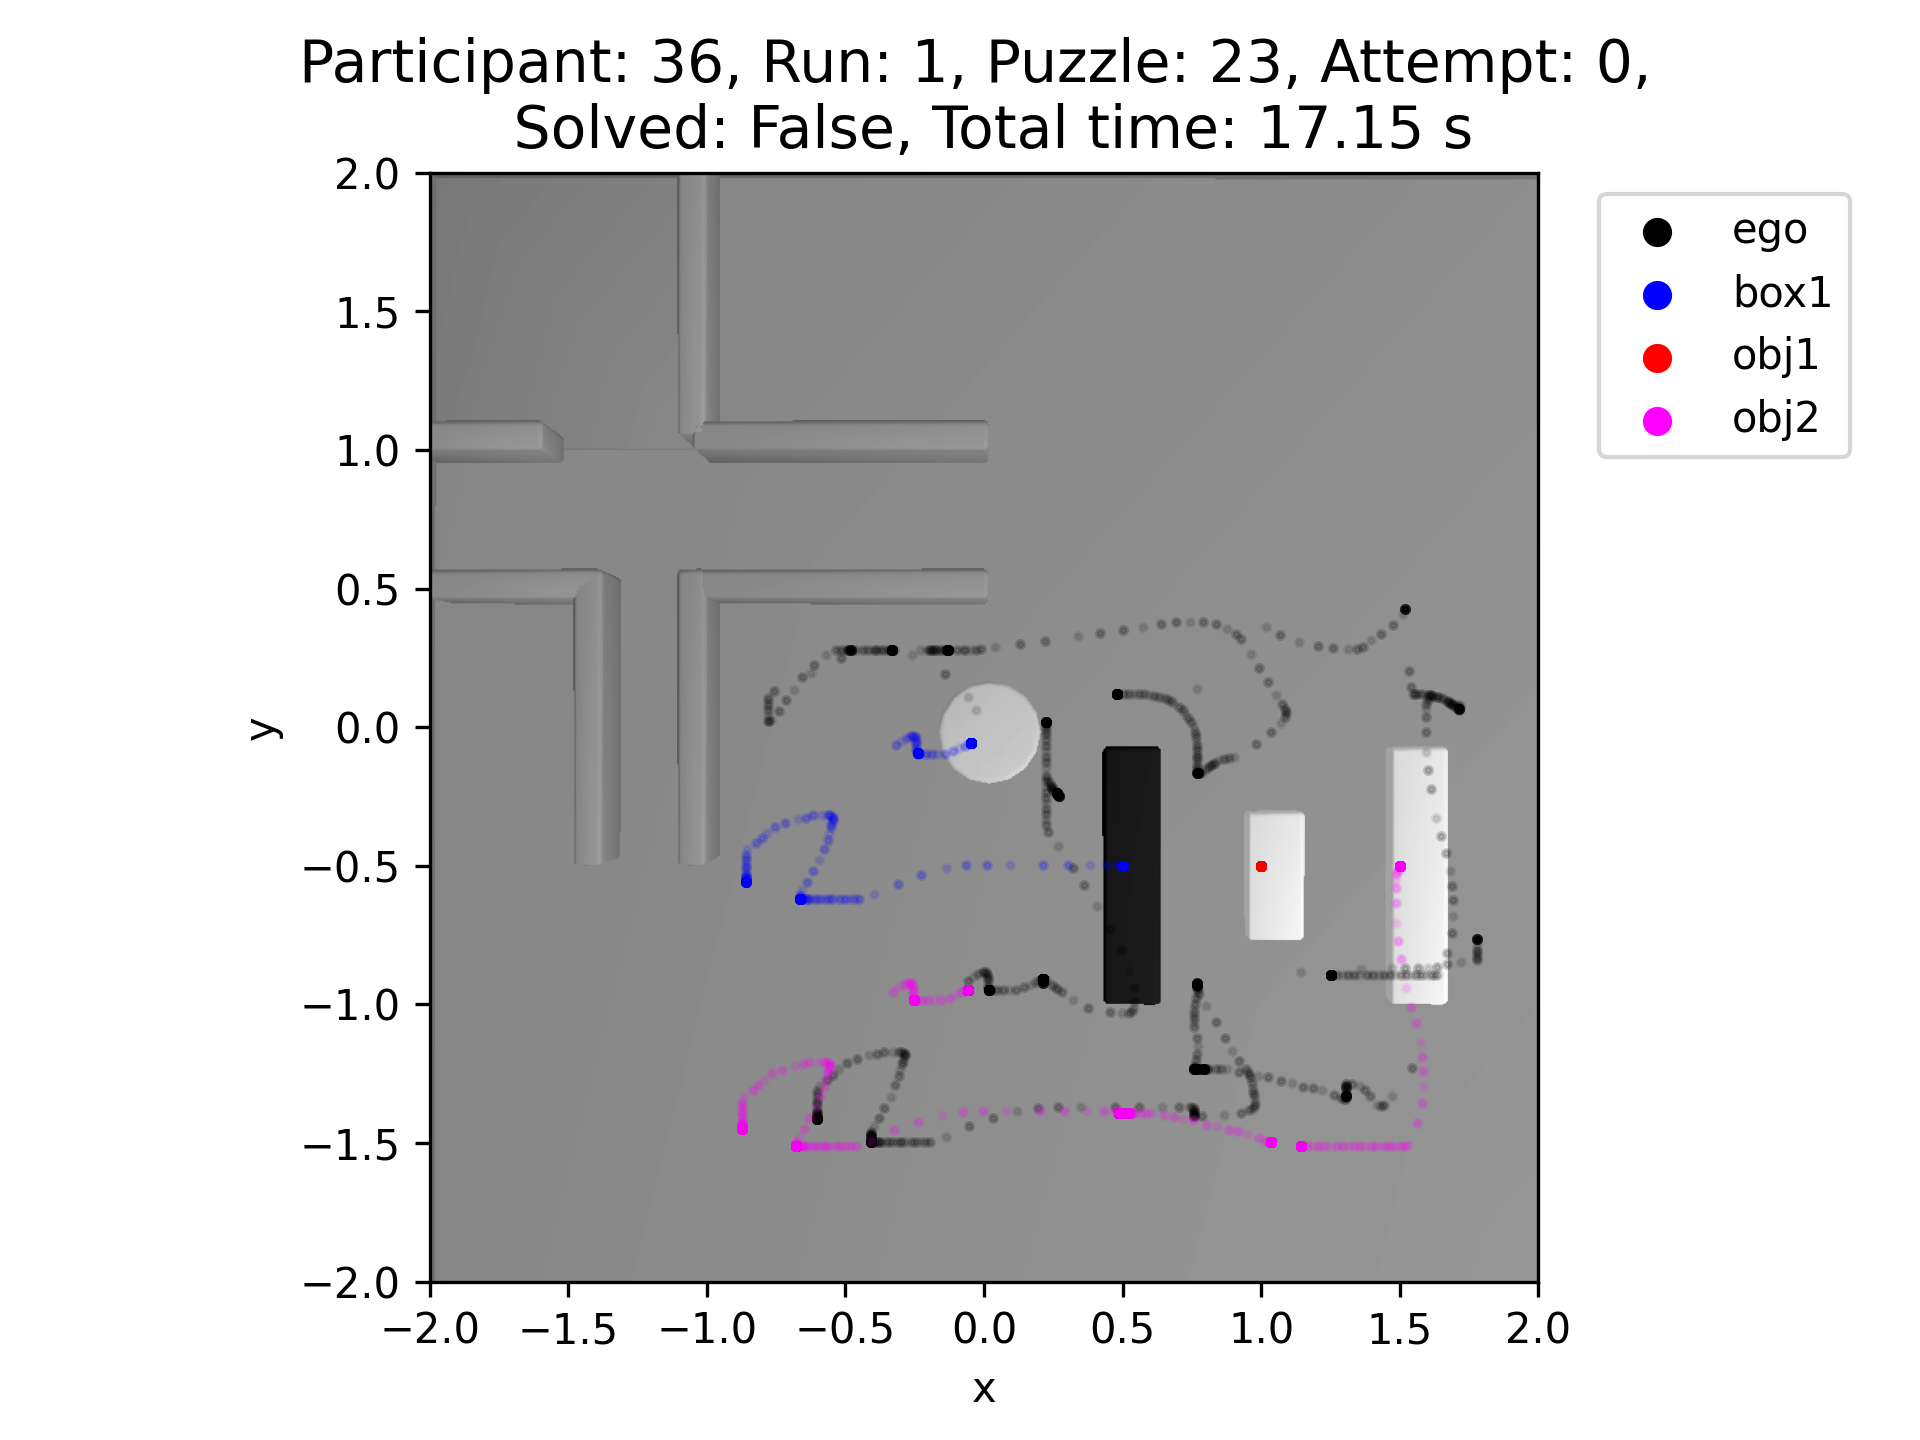 Participant: 36, Run: 1, Puzzle: 23, Attempt: 0,
Solved: False, Total time: 17.15 s
2.0
1.5
1.0
0.5
0.0
−0.5
−1.0
−1.5
−2.0
y
−2.0 −1.5 −1.0 −0.5 0.0 0.5 1.0 1.5 2.0
x
ego
box1
obj1
obj2